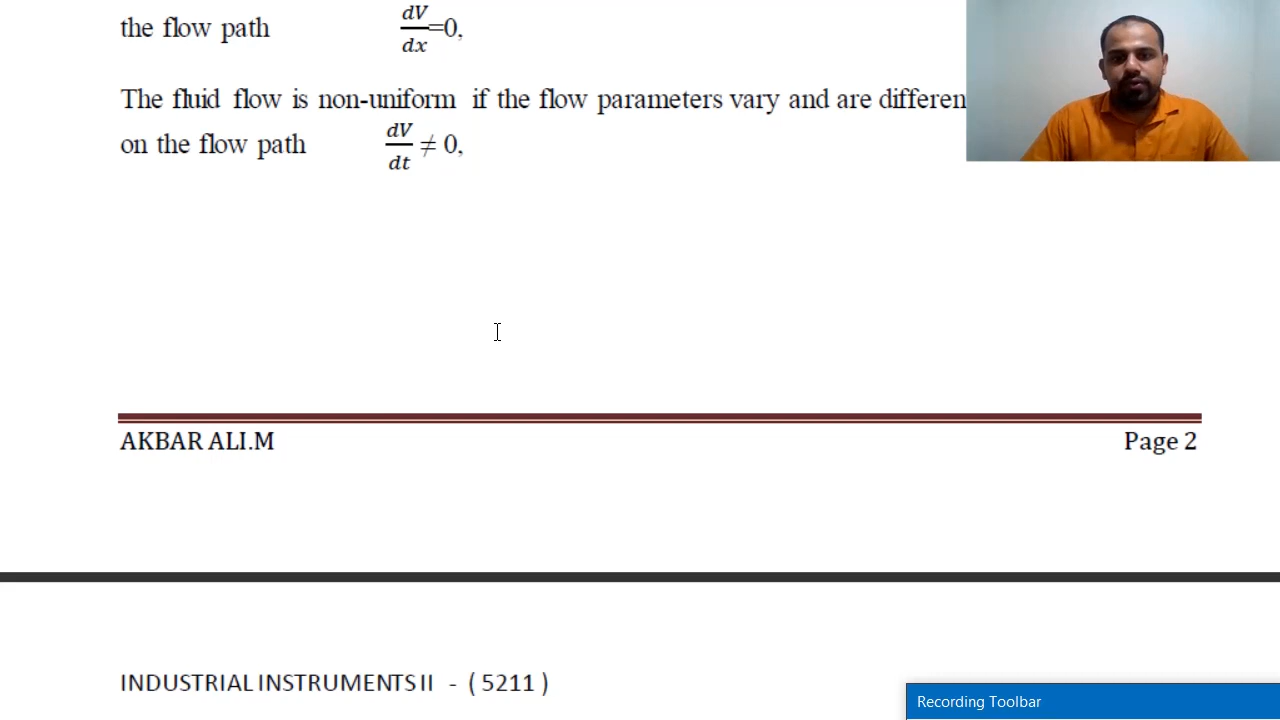 the flow path dV/dx=0,
The fluid flow is non-uniform if the flow parameters vary and are differen
on the flow path dV/dt ≠ 0,
AKBAR ALI.M Page 2
INDUSTRIAL INSTRUMENTS II - ( 5211 )
Recording Toolbar